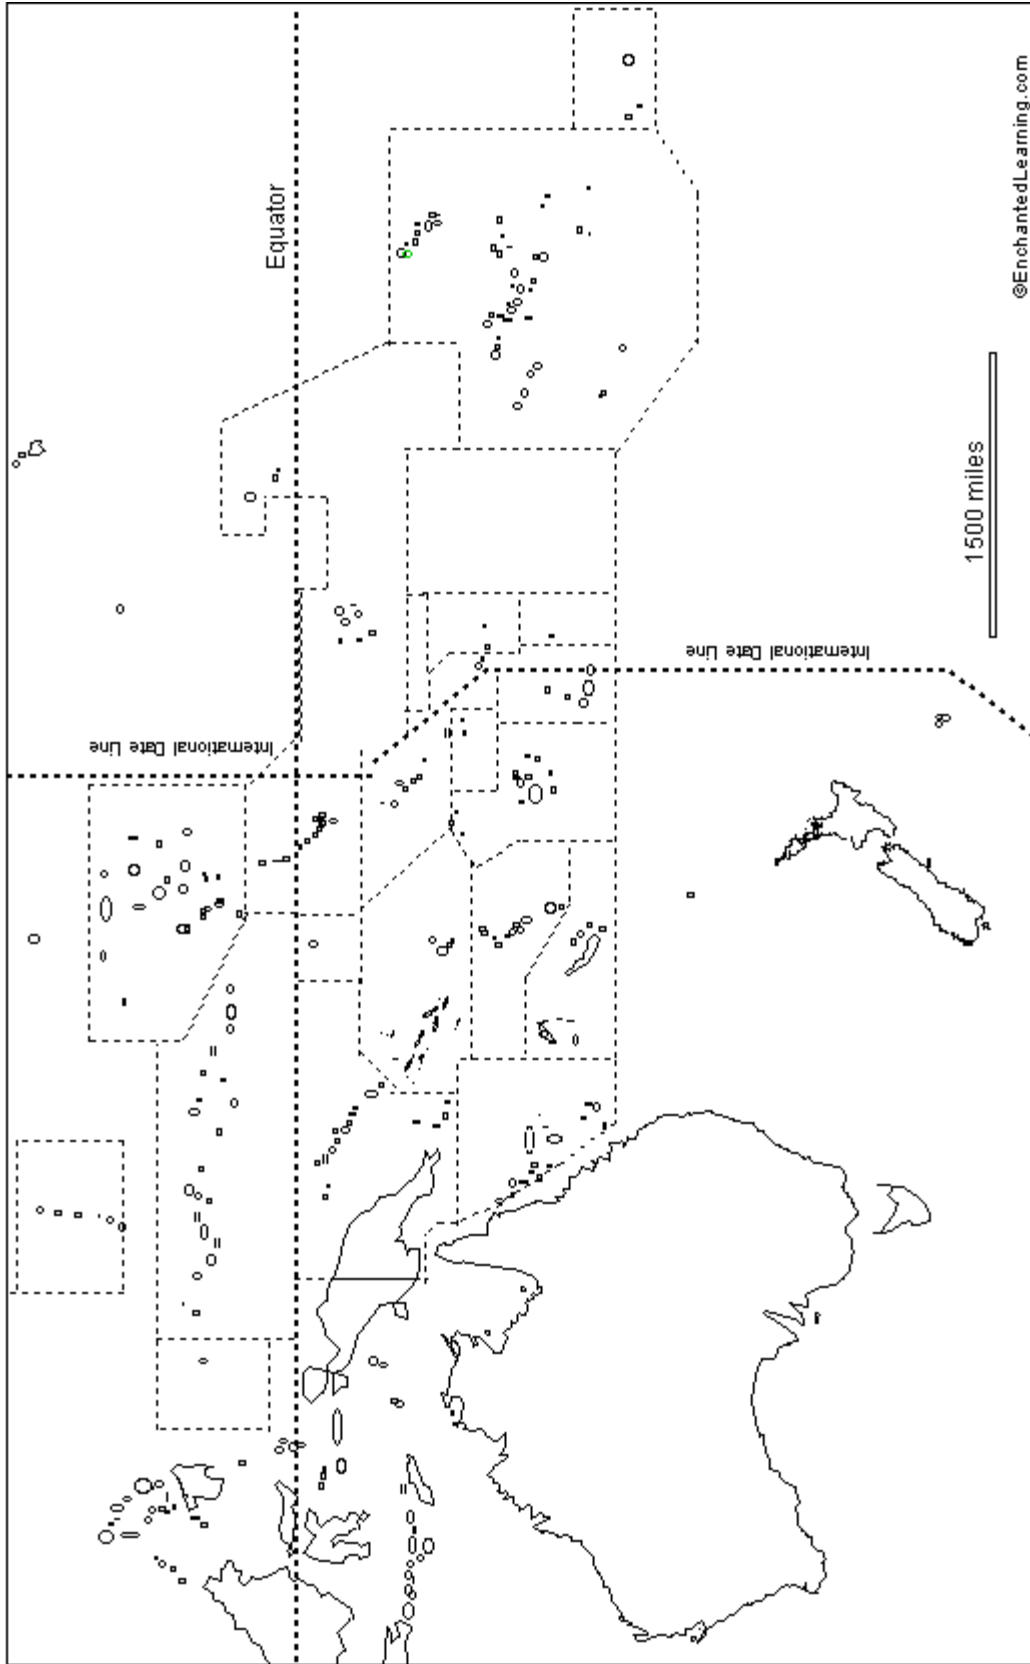 Equator
International Date Line
International Date Line
1500 miles
©EnchantedLearning.com